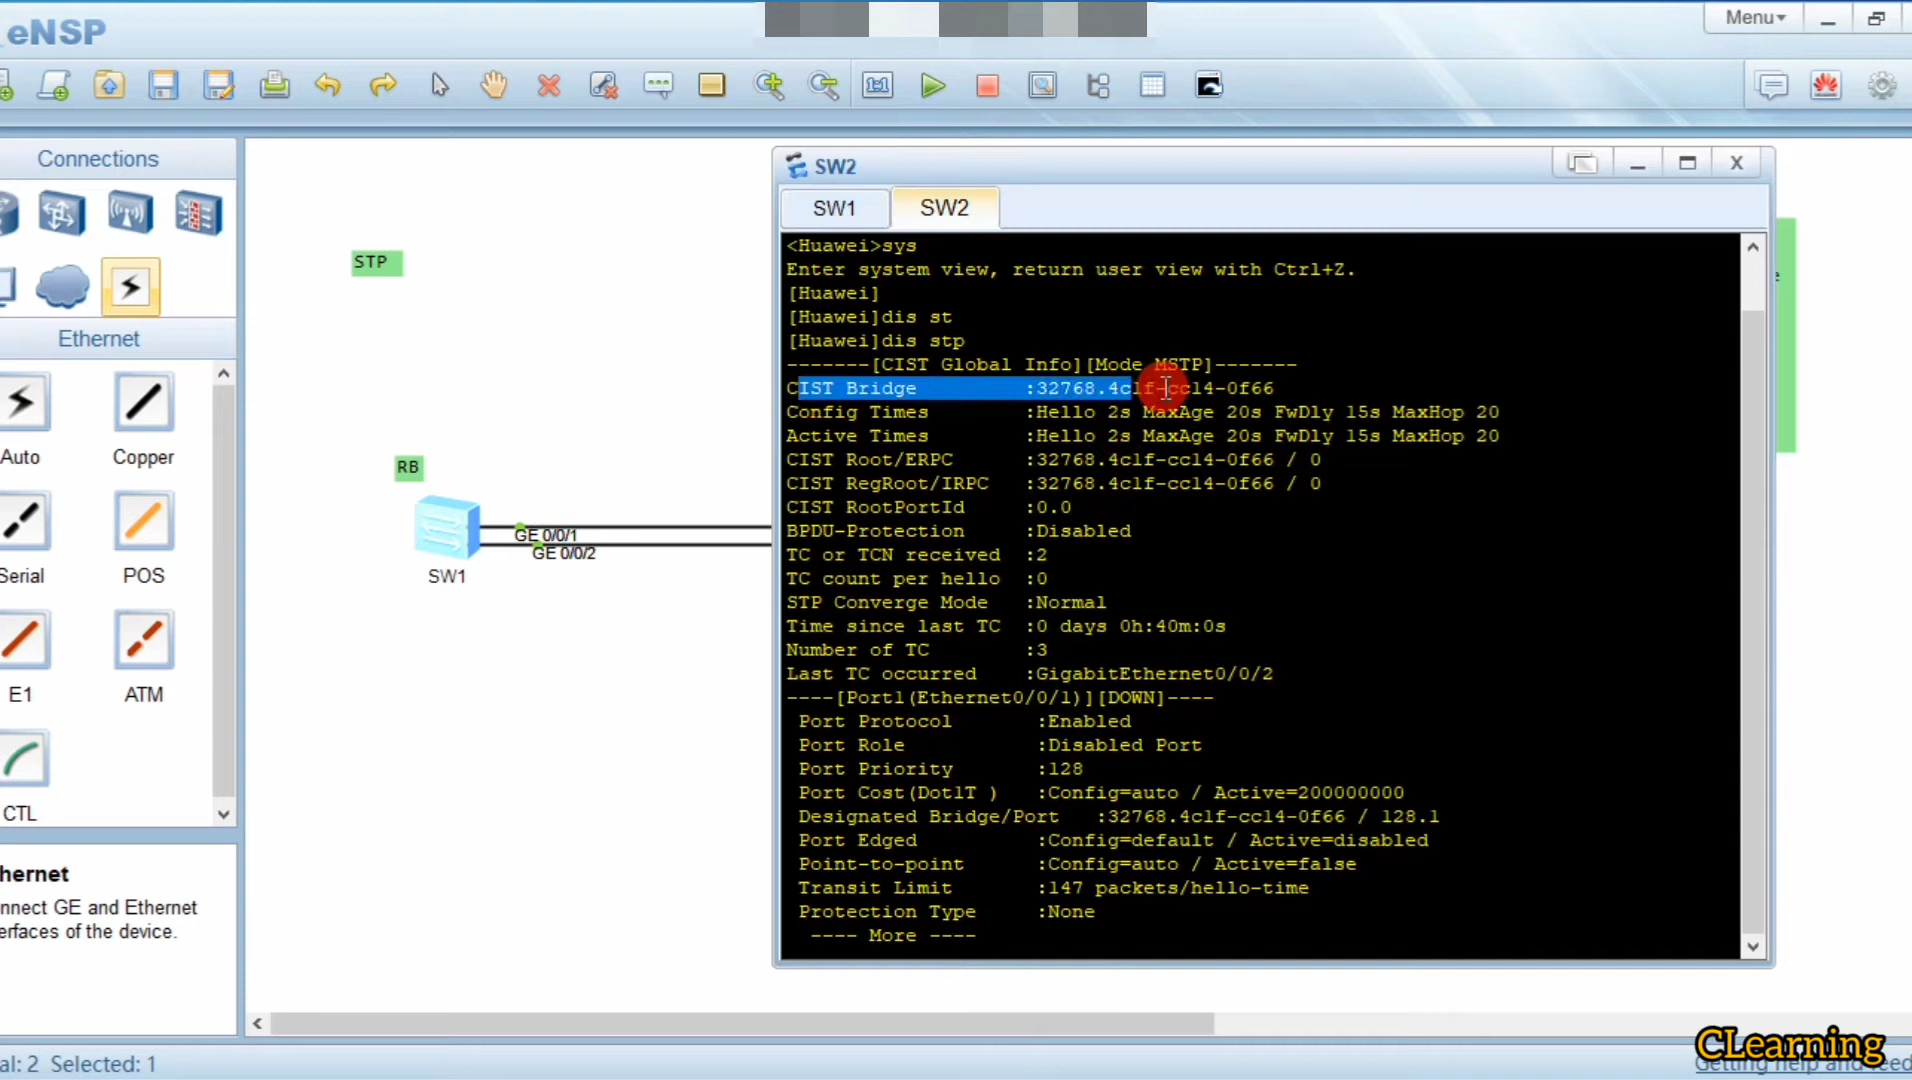 eNSP
Menu
Connections
Ethernet
Auto
Copper
Serial
POS
E1
ATM
CTL
hernet
nnect GE and Ethernet
erfaces of the device.
al: 2 Selected: 1
STP
RB
GE 0/0/1
GE 0/0/2
SW1
SW2
SW1
SW2
<Huawei>sys
Enter system view, return user view with Ctrl+Z.
[Huawei]
[Huawei]dis st
[Huawei]dis stp
-------[CIST Global Info][Mode MSTP]-------
CIST Bridge :32768.4c1f-cc14-0f66
Config Times :Hello 2s MaxAge 20s FwDly 15s MaxHop 20
Active Times :Hello 2s MaxAge 20s FwDly 15s MaxHop 20
CIST Root/ERPC :32768.4c1f-cc14-0f66 / 0
CIST RegRoot/IRPC :32768.4c1f-cc14-0f66 / 0
CIST RootPortId :0.0
BPDU-Protection :Disabled
TC or TCN received :2
TC count per hello :0
STP Converge Mode :Normal
Time since last TC :0 days 0h:40m:0s
Number of TC :3
Last TC occurred :GigabitEthernet0/0/2
----[Port1(Ethernet0/0/1)][DOWN]----
Port Protocol :Enabled
Port Role :Disabled Port
Port Priority :128
Port Cost(Dot1T ) :Config=auto / Active=200000000
Designated Bridge/Port :32768.4c1f-cc14-0f66 / 128.1
Port Edged :Config=default / Active=disabled
Point-to-point :Config=auto / Active=false
Transit Limit :147 packets/hello-time
Protection Type :None
---- More ----
CLearning
Getting help and feed